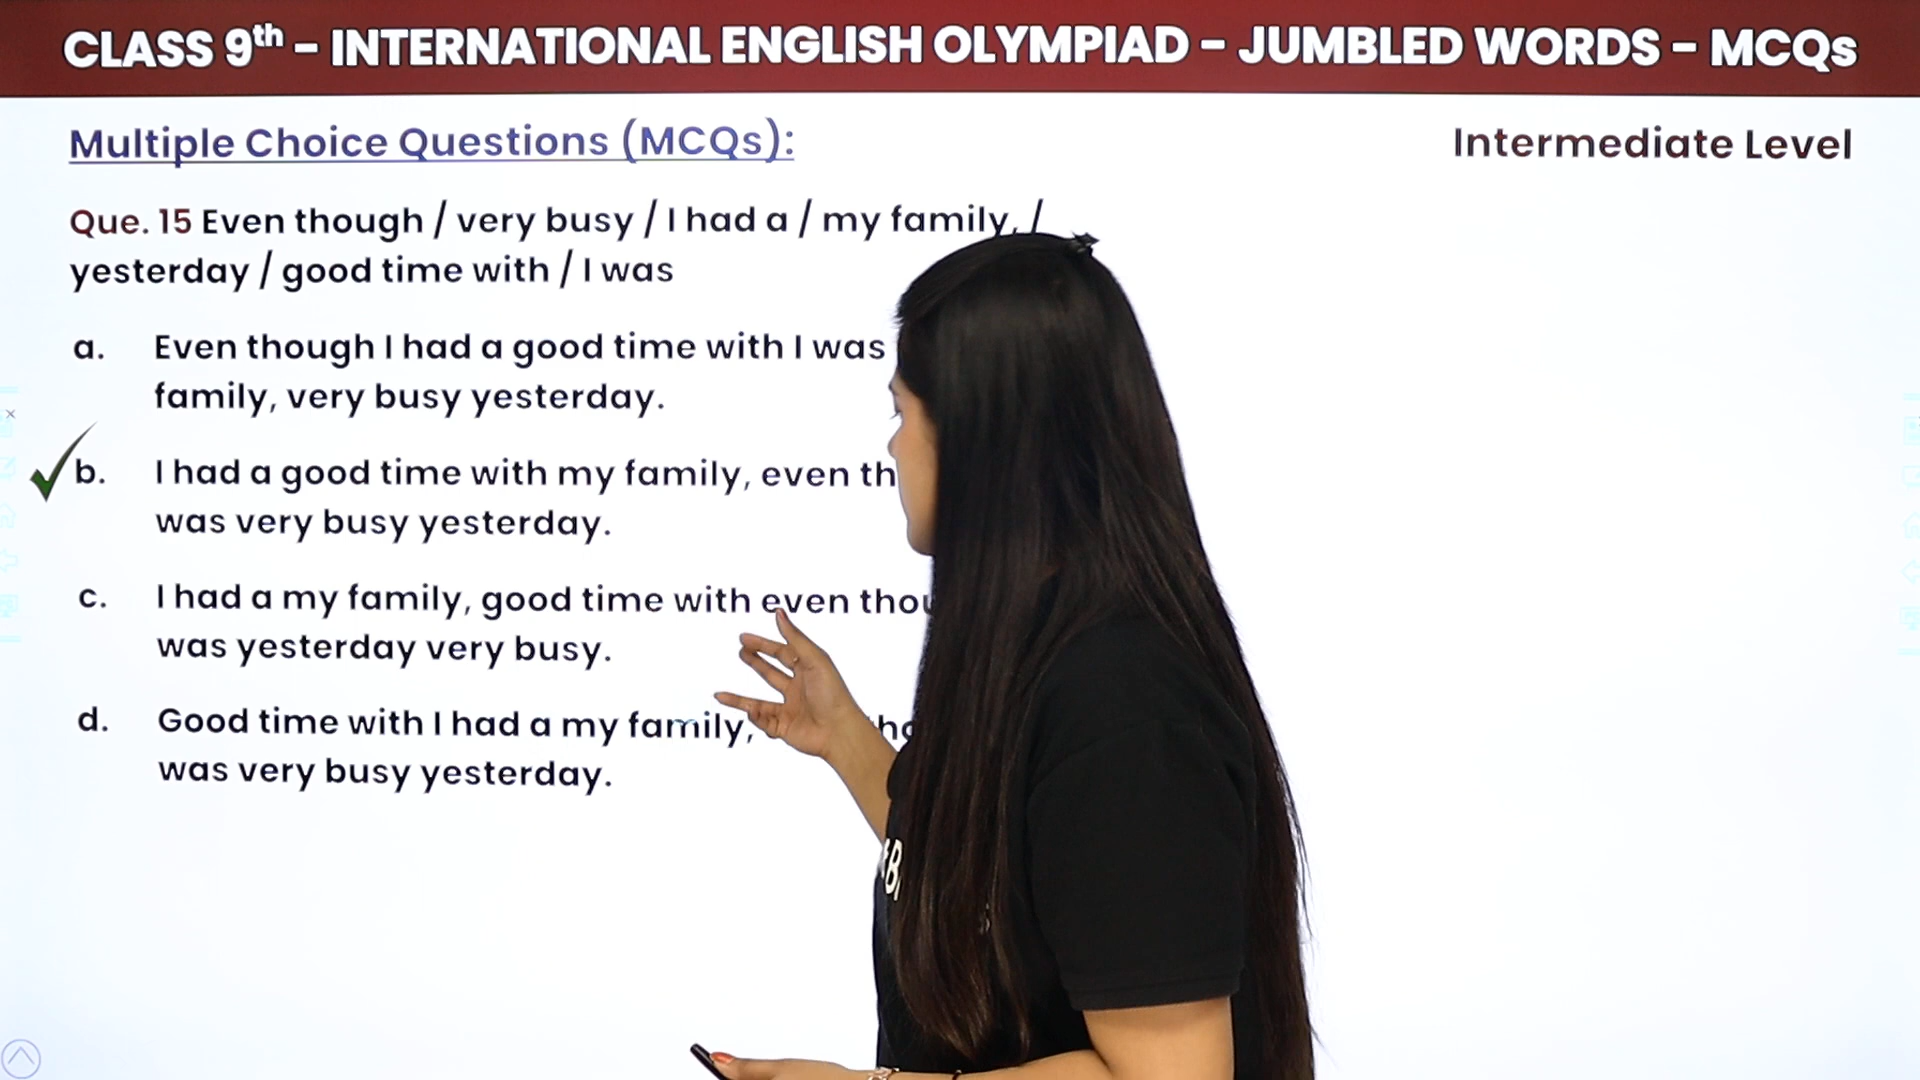 CLASS 9th – INTERNATIONAL ENGLISH OLYMPIAD – JUMBLED WORDS – MCQs
Multiple Choice Questions (MCQs):
Intermediate Level
Que. 15 Even though / very busy / I had a / my family, /
yesterday / good time with / I was
a. Even though I had a good time with I was
family, very busy yesterday.
b. I had a good time with my family, even
was very busy yesterday.
c. I had a my family, good time with even
was yesterday very busy.
d. Good time with I had a my family,
was very busy yesterday.